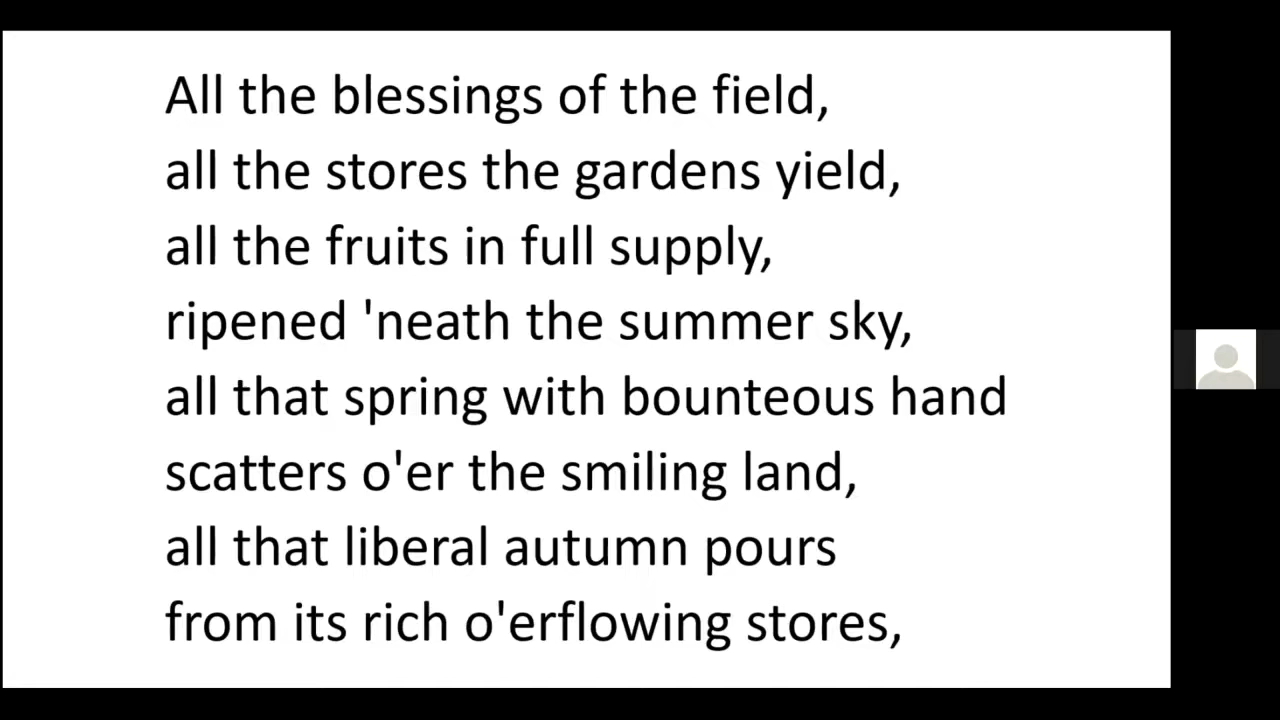 All the blessings of the field,
all the stores the gardens yield,
all the fruits in full supply,
ripened 'neath the summer sky,
all that spring with bounteous hand
scatters o'er the smiling land,
all that liberal autumn pours
from its rich o'erflowing stores,